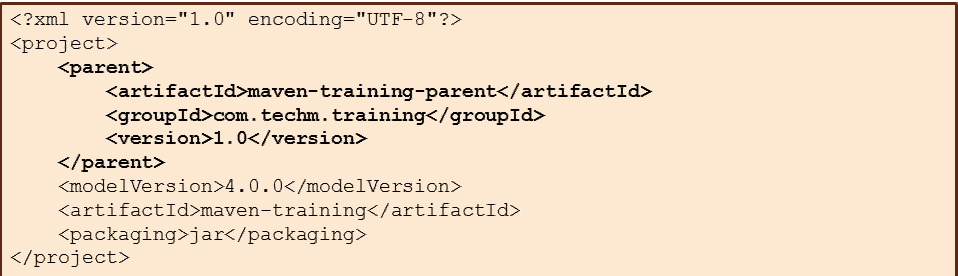 <?xml version="1.0" encoding="UTF-8"?>
<project>
    <parent>
        <artifactId>maven-training-parent</artifactId>
        <groupId>com.techm.training</groupId>
        <version>1.0</version>
    </parent>
    <modelVersion>4.0.0</modelVersion>
    <artifactId>maven-training</artifactId>
    <packaging>jar</packaging>
</project>